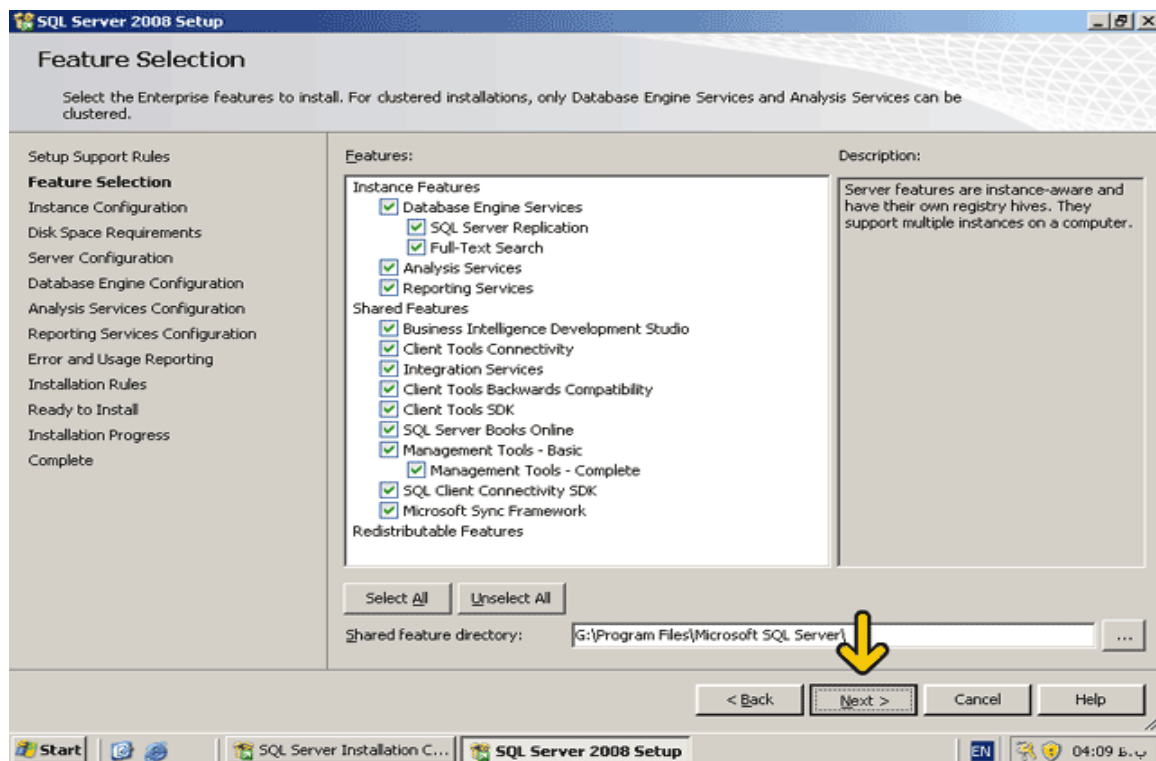 SQL Server 2008 Setup
Feature Selection
Select the Enterprise features to install. For clustered installations, only Database Engine Services and Analysis Services can be
clustered.
Setup Support Rules
Feature Selection
Instance Configuration
Disk Space Requirements
Server Configuration
Database Engine Configuration
Analysis Services Configuration
Reporting Services Configuration
Error and Usage Reporting
Installation Rules
Ready to Install
Installation Progress
Complete
Features:
Instance Features
Database Engine Services
SQL Server Replication
Full-Text Search
Analysis Services
Reporting Services
Shared Features
Business Intelligence Development Studio
Client Tools Connectivity
Integration Services
Client Tools Backwards Compatibility
Client Tools SDK
SQL Server Books Online
Management Tools - Basic
Management Tools - Complete
SQL Client Connectivity SDK
Microsoft Sync Framework
Redistributable Features
Description:
Server features are instance-aware and
have their own registry hives. They
support multiple instances on a computer.
Select All
Unselect All
Shared feature directory:
G:\Program Files\Microsoft SQL Server\
...
< Back
Next >
Cancel
Help
Start
SQL Server Installation C...
SQL Server 2008 Setup
EN
04:09 ب.ظ